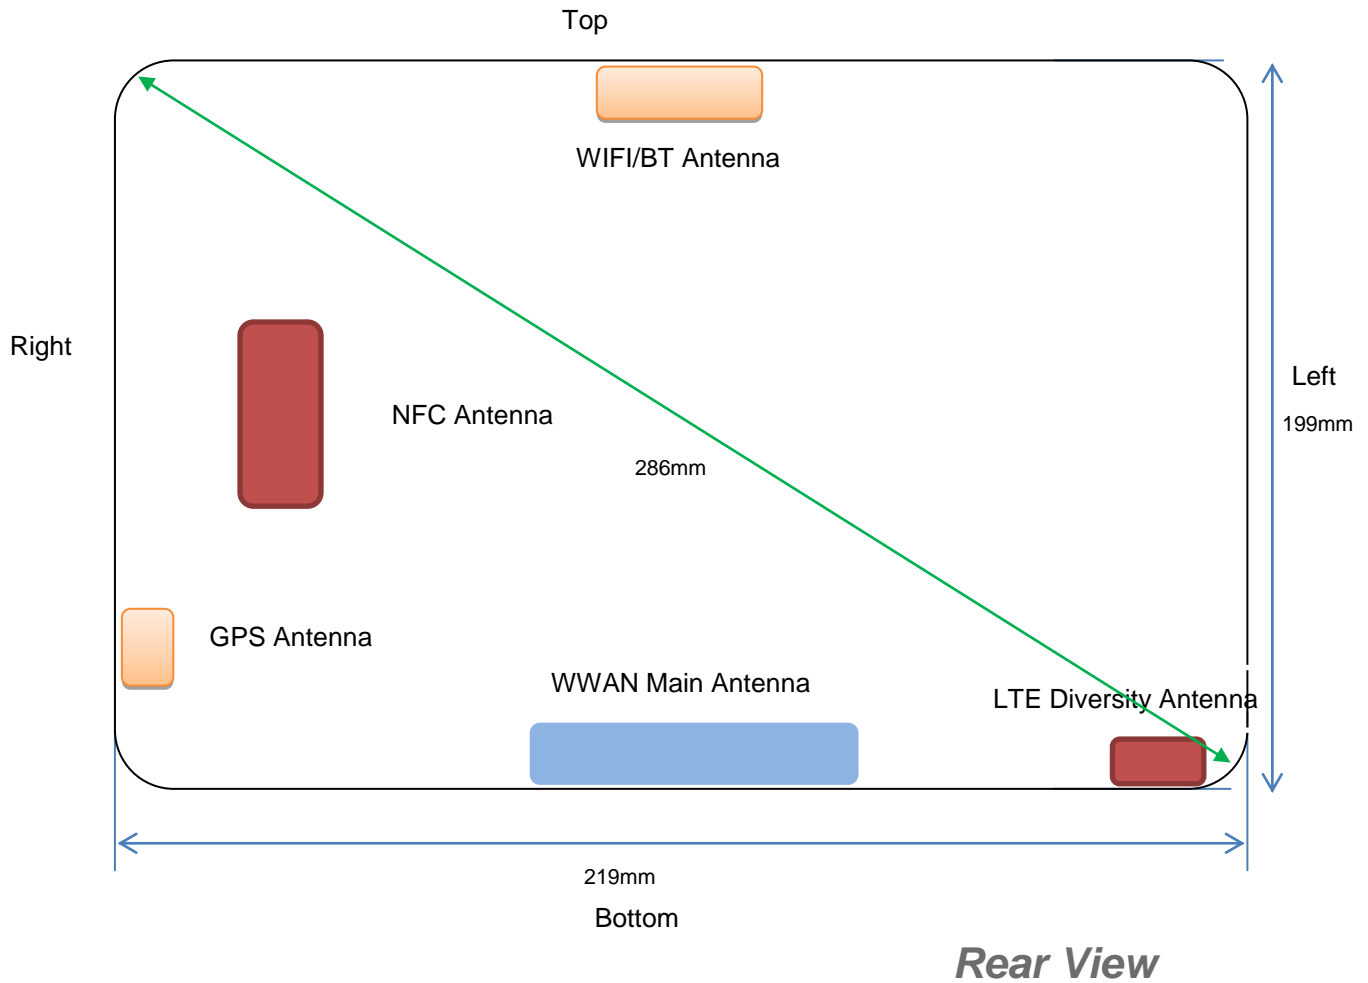 Top
WIFI/BT Antenna
Right
Left
NFC Antenna
199mm
286mm
GPS Antenna
WWAN Main Antenna
LTE Diversity Antenna
219mm
Bottom
Rear View